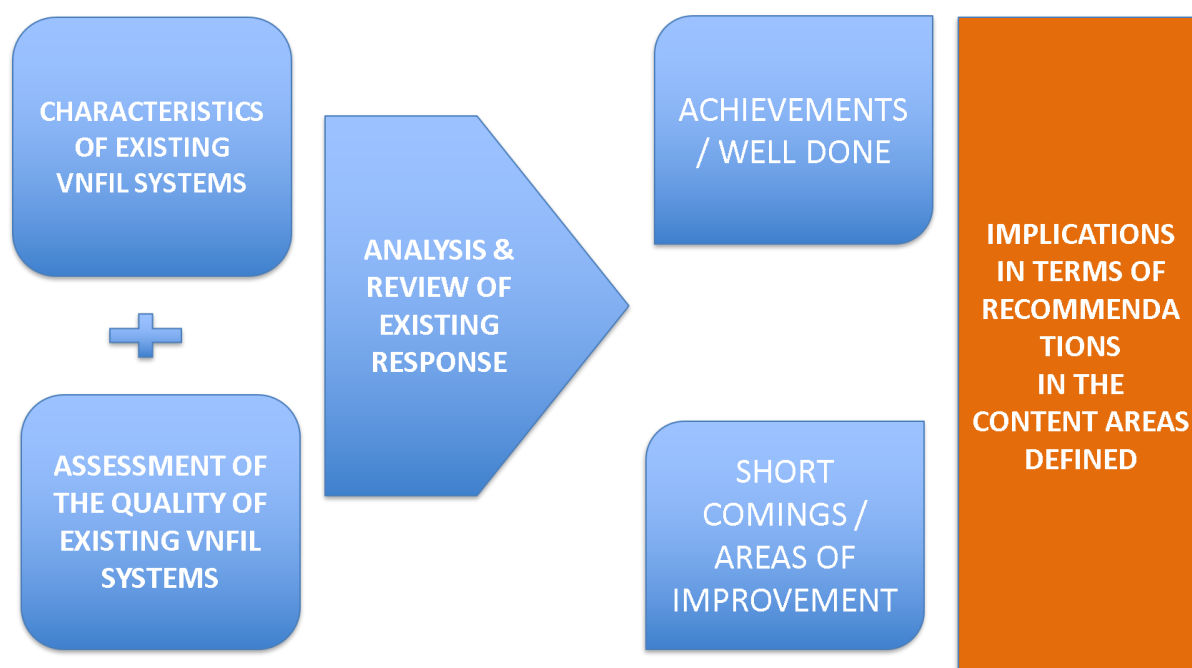 CHARACTERISTICS
OF EXISTING
VNFIL SYSTEMS
ASSESSMENT OF
THE QUALITY OF
EXISTING VNFIL
SYSTEMS
ANALYSIS &
REVIEW OF
EXISTING
RESPONSE
ACHIEVEMENTS
/ WELL DONE
SHORT
COMINGS /
AREAS OF
IMPROVEMENT
IMPLICATIONS
IN TERMS OF
RECOMMENDA
TIONS
IN THE
CONTENT AREAS
DEFINED